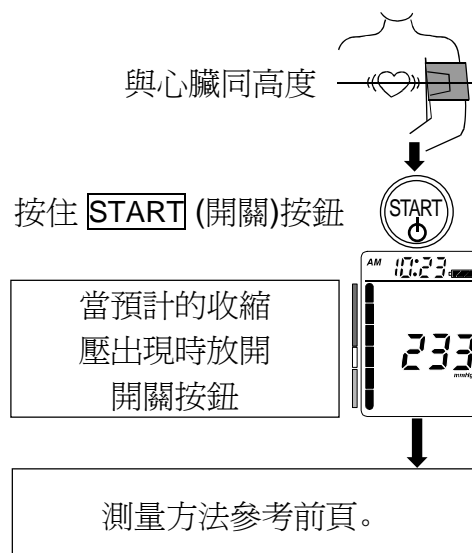 與心臟同高度
按住 START (開關)按鈕
START
AM 10:23
當預計的收縮
壓出現時放開
開關按鈕
233
mmHg
測量方法參考前頁。